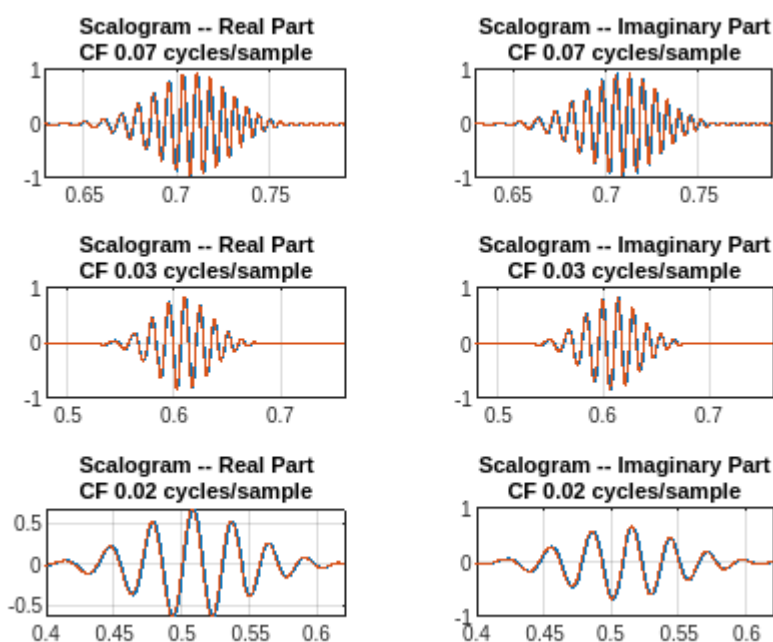 Scalogram -- Real Part
CF 0.07 cycles/sample
1
0
-1
0.65 0.7 0.75
Scalogram -- Imaginary Part
CF 0.07 cycles/sample
1
0
-1
0.65 0.7 0.75
Scalogram -- Real Part
CF 0.03 cycles/sample
1
0
-1
0.5 0.6 0.7
Scalogram -- Imaginary Part
CF 0.03 cycles/sample
1
0
-1
0.5 0.6 0.7
Scalogram -- Real Part
CF 0.02 cycles/sample
0.5
0
-0.5
0.4 0.45 0.5 0.55 0.6
Scalogram -- Imaginary Part
CF 0.02 cycles/sample
1
0
-1
0.4 0.45 0.5 0.55 0.6